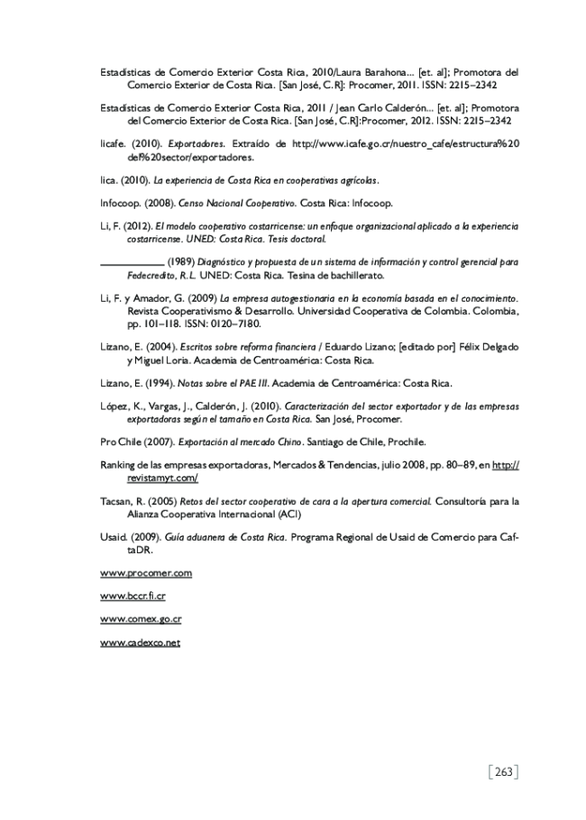 Estadísticas de Comercio Exterior Costa Rica, 2010/Laura Barahona... [et. al]; Promotora del
Comercio Exterior de Costa Rica. [San José, C.R]: Procomer, 2011. ISSN: 2215–2342
Estadísticas de Comercio Exterior Costa Rica, 2011 / Jean Carlo Calderón... [et. al]; Promotora
del Comercio Exterior de Costa Rica. [San José, C.R]:Procomer, 2012. ISSN: 2215–2342
Iicafe. (2010). Exportadores. Extraído de http://www.icafe.go.cr/nuestro_cafe/estructura%20
del%20sector/exportadores.
Iica. (2010). La experiencia de Costa Rica en cooperativas agrícolas.
Infocoop. (2008). Censo Nacional Cooperativo. Costa Rica: Infocoop.
Li, F. (2012). El modelo cooperativo costarricense: un enfoque organizacional aplicado a la experiencia
costarricense. UNED: Costa Rica. Tesis doctoral.
____________ (1989) Diagnóstico y propuesta de un sistema de información y control gerencial para
Fedecredito, R.L. UNED: Costa Rica. Tesina de bachillerato.
Li, F. y Amador, G. (2009) La empresa autogestionaria en la economía basada en el conocimiento.
Revista Cooperativismo & Desarrollo. Universidad Cooperativa de Colombia. Colombia,
pp. 101–118. ISSN: 0120–7180.
Lizano, E. (2004). Escritos sobre reforma financiera / Eduardo Lizano; [editado por] Félix Delgado
y Miguel Loria. Academia de Centroamérica: Costa Rica.
Lizano, E. (1994). Notas sobre el PAE III. Academia de Centroamérica: Costa Rica.
López, K., Vargas, J., Calderón, J. (2010). Caracterización del sector exportador y de las empresas
exportadoras según el tamaño en Costa Rica. San José, Procomer.
Pro Chile (2007). Exportación al mercado Chino. Santiago de Chile, Prochile.
Ranking de las empresas exportadoras, Mercados & Tendencias, julio 2008, pp. 80–89, en http://
revistamyt.com/
Tacsan, R. (2005) Retos del sector cooperativo de cara a la apertura comercial. Consultoría para la
Alianza Cooperativa Internacional (ACI)
Usaid. (2009). Guía aduanera de Costa Rica. Programa Regional de Usaid de Comercio para Caf-
taDR.
www.procomer.com
www.bccr.fi.cr
www.comex.go.cr
www.cadexco.net
[263]